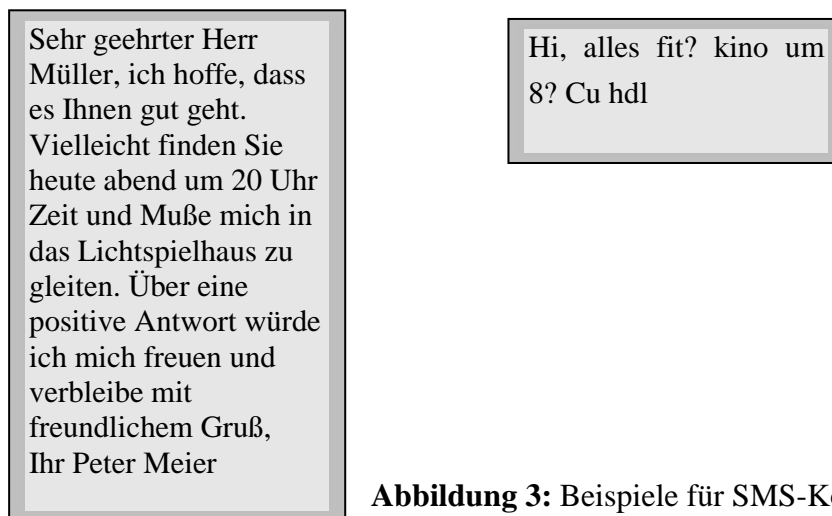 Sehr geehrter Herr
Müller, ich hoffe, dass
es Ihnen gut geht.
Vielleicht finden Sie
heute abend um 20 Uhr
Zeit und Muße mich in
das Lichtspielhaus zu
gleiten. Über eine
positive Antwort würde
ich mich freuen und
verbleibe mit
freundlichem Gruß,
Ihr Peter Meier
Hi, alles fit? kino um
8? Cu hdl
Abbildung 3: Beispiele für